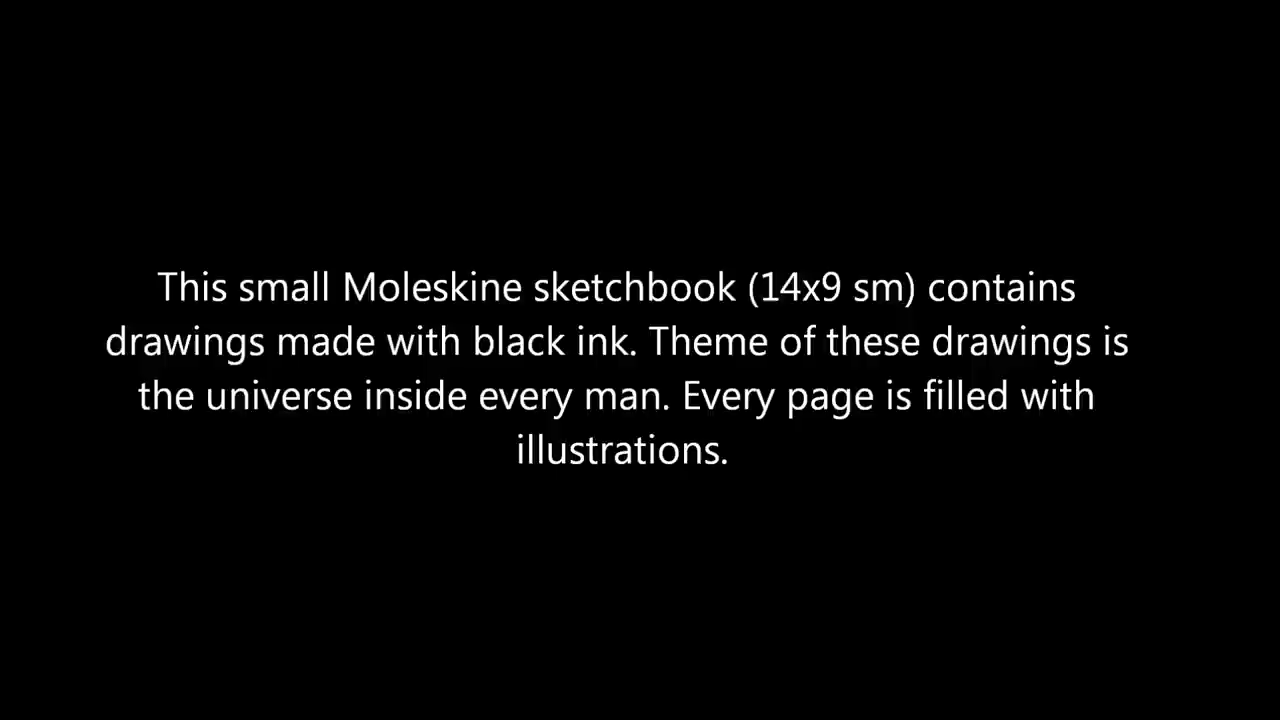 This small Moleskine sketchbook (14x9 sm) contains
drawings made with black ink. Theme of these drawings is
the universe inside every man. Every page is filled with
illustrations.